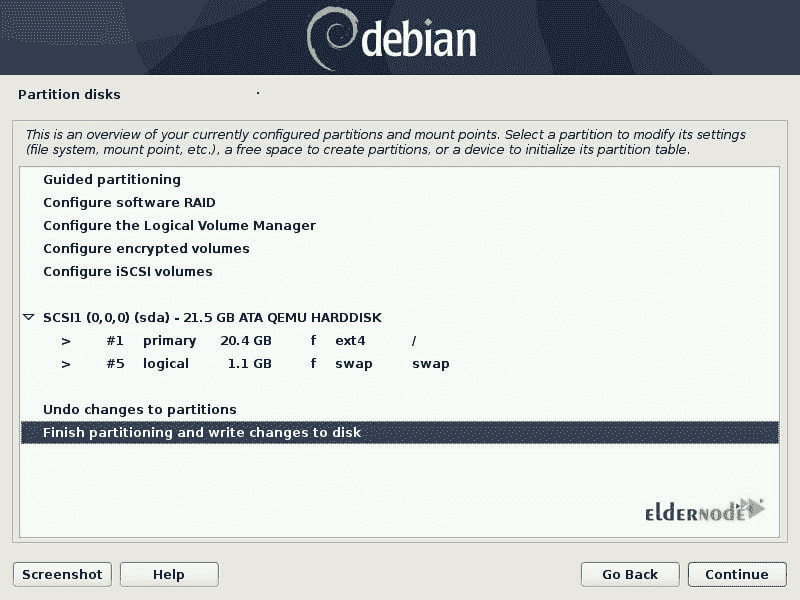 debian
Partition disks
This is an overview of your currently configured partitions and mount points. Select a partition to modify its settings
(file system, mount point, etc.), a free space to create partitions, or a device to initialize its partition table.
Guided partitioning
Configure software RAID
Configure the Logical Volume Manager
Configure encrypted volumes
Configure iSCSI volumes
SCSI1 (0,0,0) (sda) - 21.5 GB ATA QEMU HARDDISK
> #1 primary 20.4 GB f ext4 /
> #5 logical 1.1 GB f swap swap
Undo changes to partitions
Finish partitioning and write changes to disk
eldernode
Screenshot Help Go Back Continue